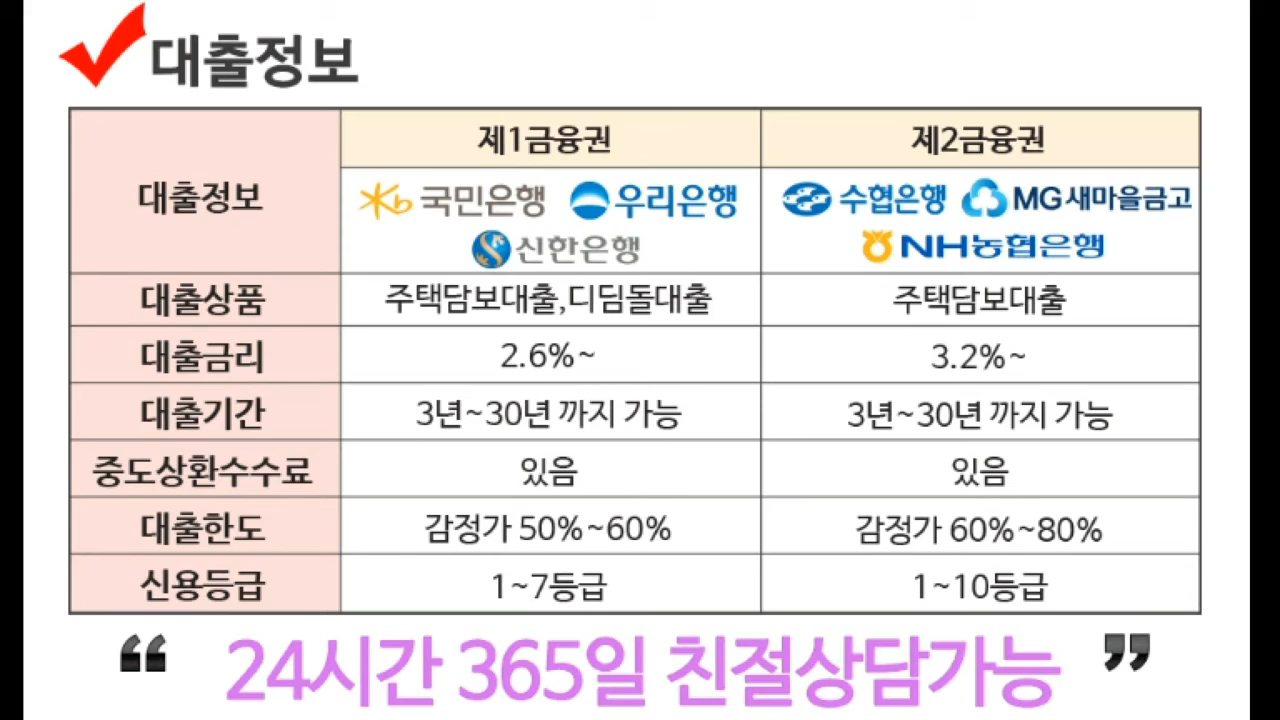 대출정보
대출정보
제1금융권
제2금융권
Kb 국민은행 우리은행
신한은행
수협은행 MG새마을금고
NH농협은행
대출상품
주택담보대출,디딤돌대출
주택담보대출
대출금리
2.6%~
3.2%~
대출기간
3년~30년 까지 가능
3년~30년 까지 가능
중도상환수수료
있음
있음
대출한도
감정가 50%~60%
감정가 60%~80%
신용등급
1~7등급
1~10등급
“ 24시간 365일 친절상담가능 ”